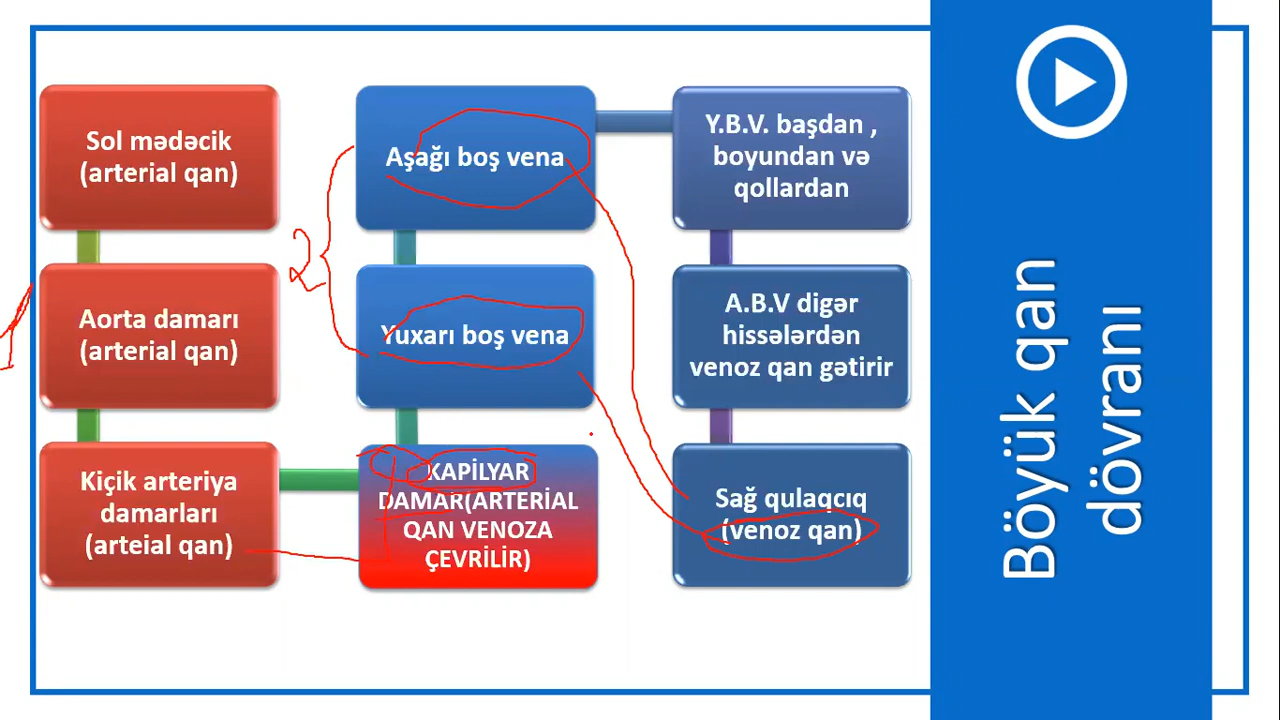 Sol mədəcik
(arterial qan)
Aorta damarı
(arterial qan)
Kiçik arteriya
damarları
(arteial qan)
KAPİLYAR
DAMAR(ARTERİAL
QAN VENOZA
ÇEVRİLİR)
Yuxarı boş vena
Aşağı boş vena
2
Y.B.V. başdan ,
boyundan və
qollardan
A.B.V digər
hissələrdən
venoz qan gətirir
Sağ qulaqcıq
(venoz qan)
Böyük qan
dövranı